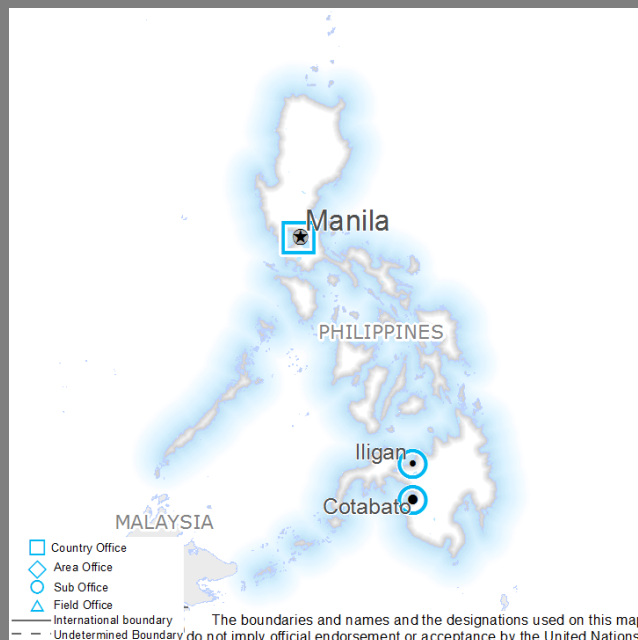 Manila
PHILIPPINES
Iligan
Cotabato
MALAYSIA
Country Office
Area Office
Sub Office
Field Office
International boundary
Undetermined Boundary
The boundaries and names and the designations used on this map
do not imply official endorsement or acceptance by the United Nation